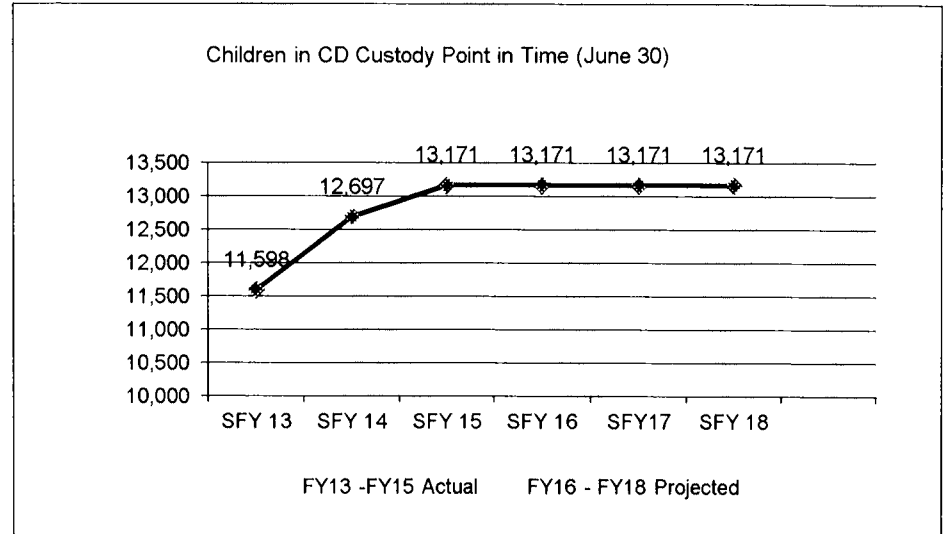 Children in CD Custody Point in Time (June 30)
13,171 13,171 13,171 13,171
13,500
12,697
13,000
12,500
11,598
12,000
11,500
11,000
10,500
10,000
SFY 13 SFY 14 SFY 15 SFY 16 SFY17 SFY 18
FY13 -FY15 Actual FY16 - FY18 Projected